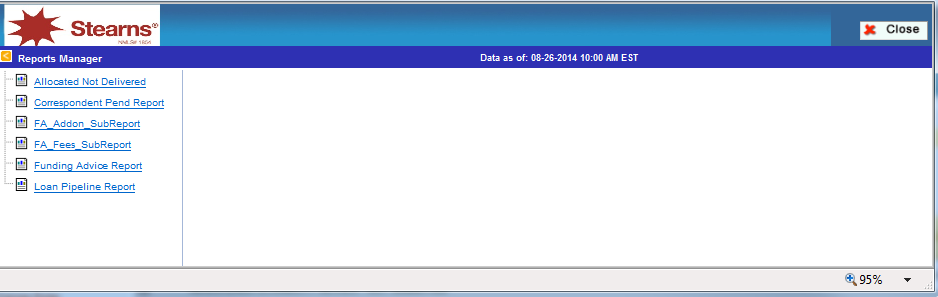 Stearns®
NMLS# 1854
Close
Reports Manager
Data as of: 08-26-2014 10:00 AM EST
Allocated Not Delivered
Correspondent Pend Report
FA_Addon_SubReport
FA_Fees_SubReport
Funding Advice Report
Loan Pipeline Report
95%